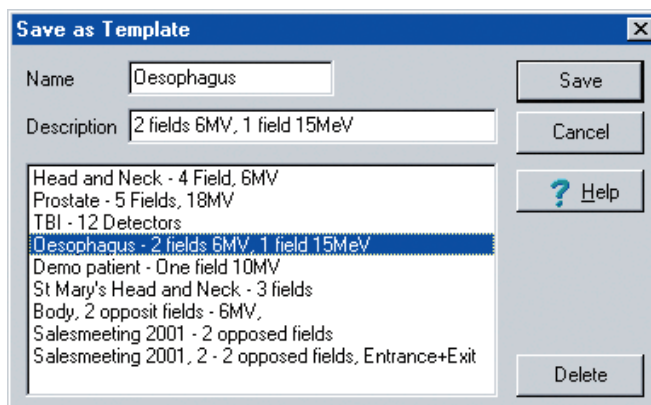 Save as Template
Name Oesophagus Save
Description 2 fields 6MV, 1 field 15MeV Cancel
? Help
Head and Neck - 4 Field, 6MV
Prostate - 5 Fields, 18MV
TBI - 12 Detectors
Oesophagus - 2 fields 6MV, 1 field 15MeV
Demo patient - One field 10MV
St Mary's Head and Neck - 3 fields
Body, 2 opposit fields - 6MV,
Salesmeeting 2001 - 2 opposed fields
Salesmeeting 2001, 2 - 2 opposed fields, Entrance+Exit
Delete